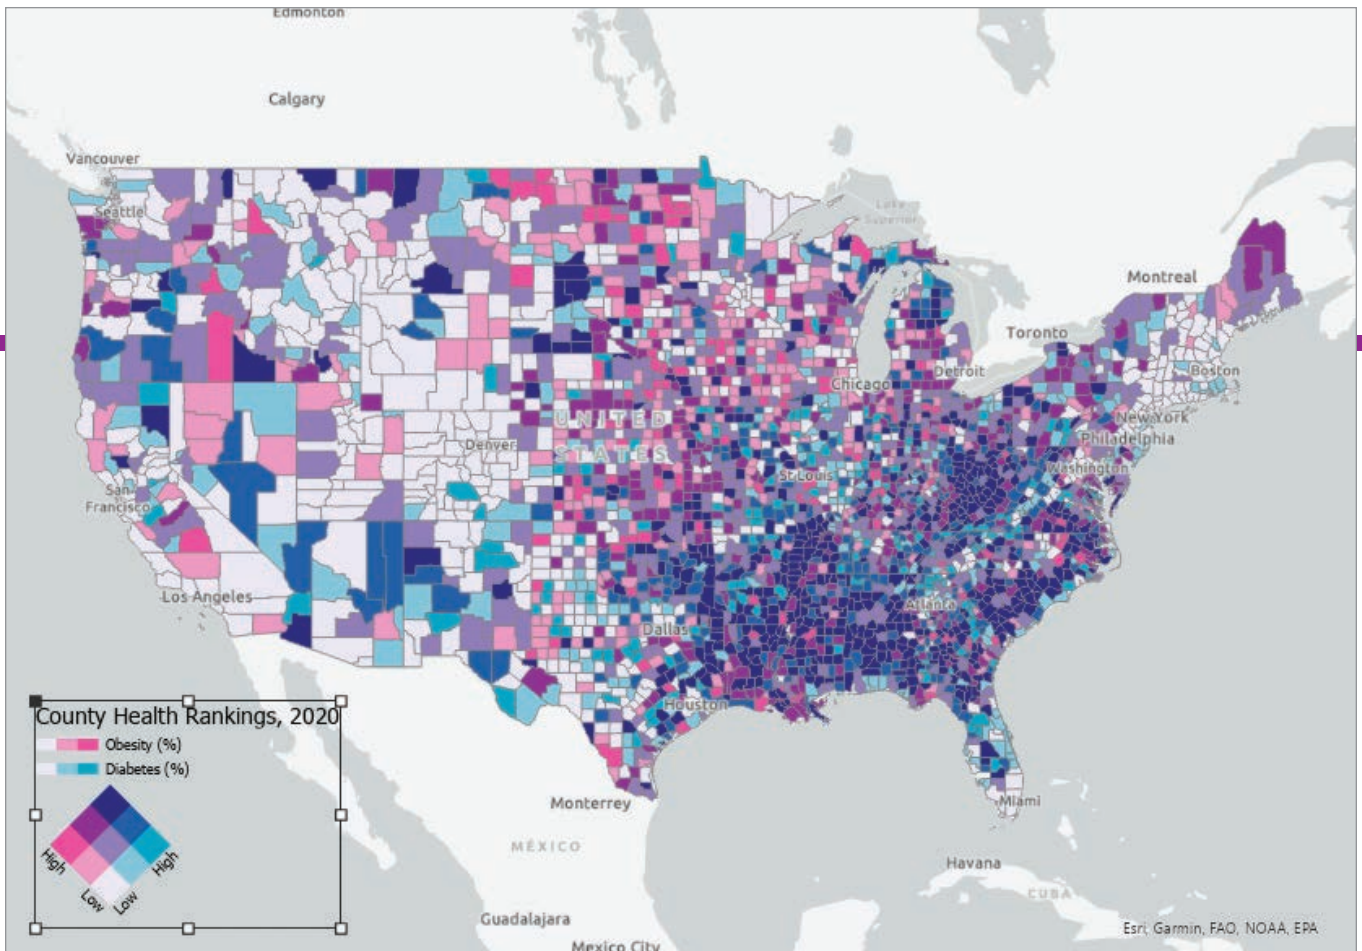 Edmonton
Calgary
Vancouver
Seattle
Lake
Superior
Montreal
Toronto
Boston
Detroit
Chicago
New York
UNITED
STATES
Denver
Philadelphia
St Louis
Washington
San
Francisco
Los Angeles
Atlanta
Dallas
Houston
Miami
Monterrey
MÉXICO
Havana
CUBA
Guadalajara
Mexico City
County Health Rankings, 2020
Obesity (%)
Diabetes (%)
High
High
Low
Low
Esri, Garmin, FAO, NOAA, EPA